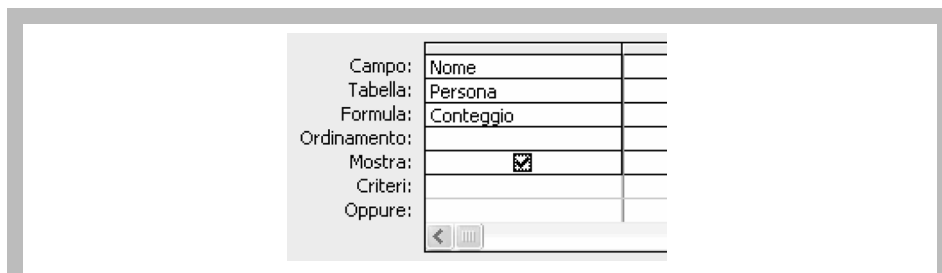 Campo: Nome
Tabella: Persona
Formula: Conteggio
Ordinamento:
Mostra:
Criteri:
Oppure: